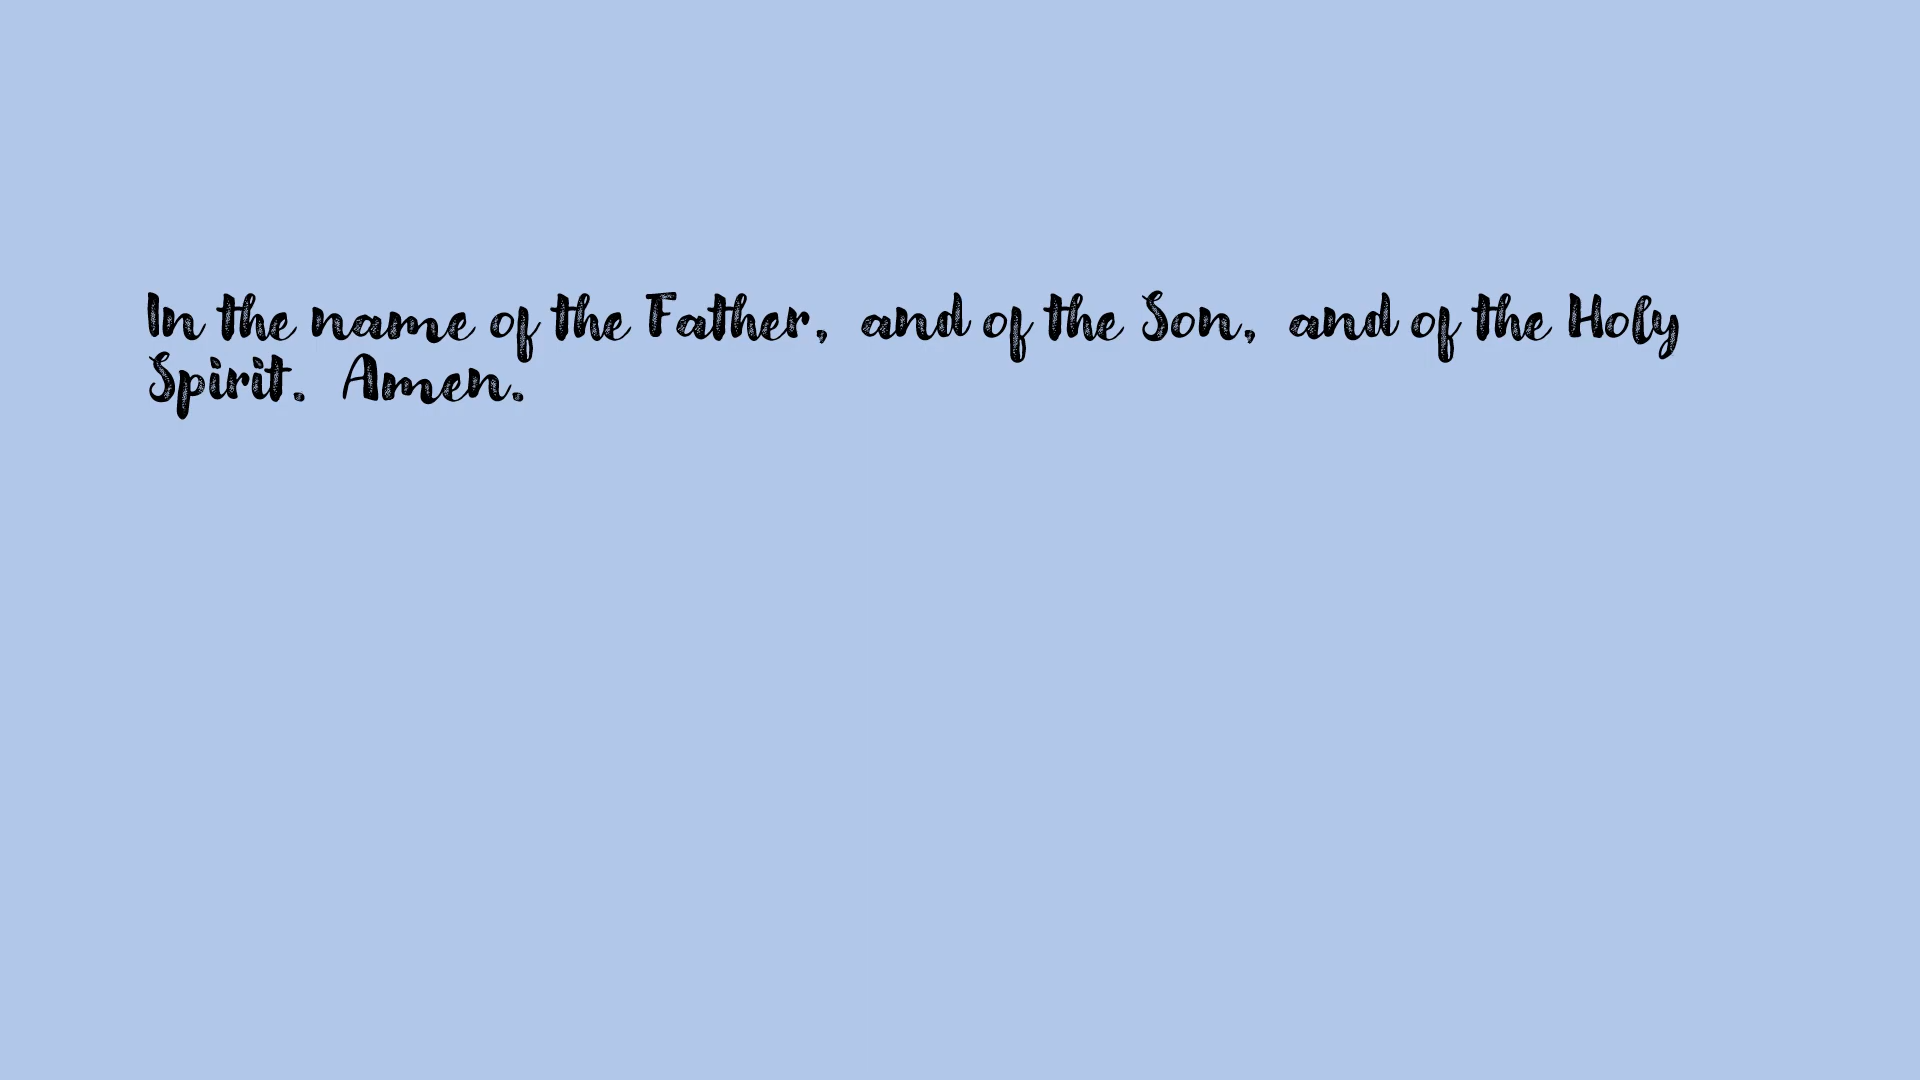 In the name of the Father, and of the Son, and of the Holy
Spirit. Amen.